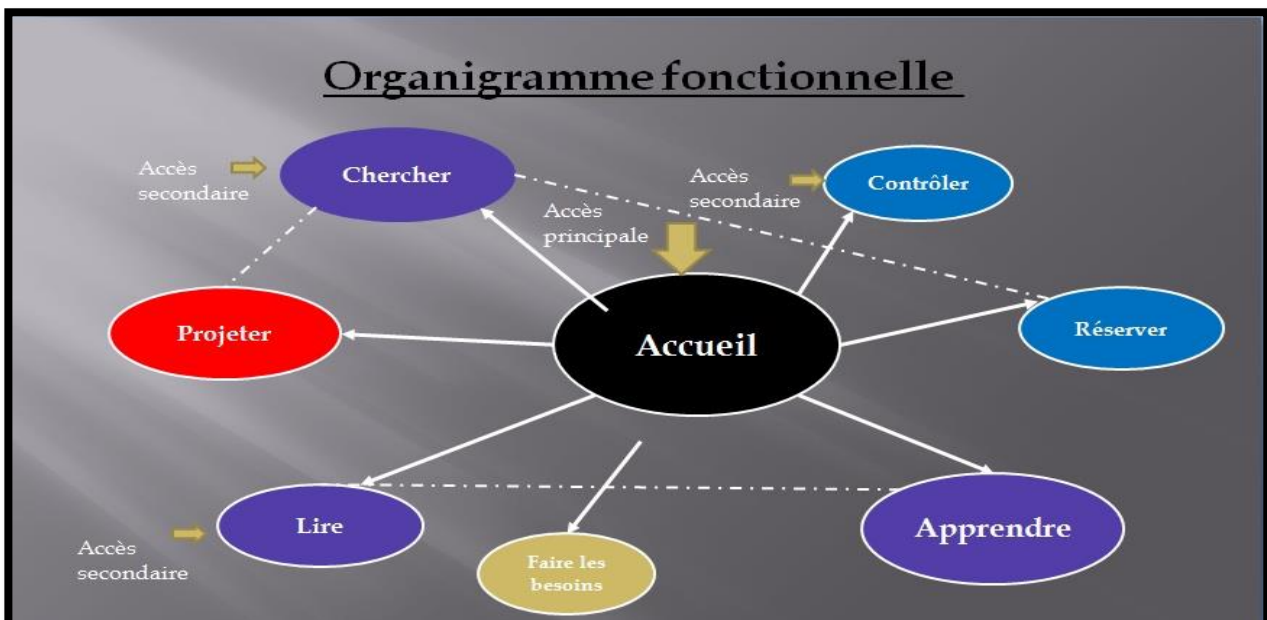 Organigramme fonctionnelle
Accès
secondaire
Chercher
Accès
secondaire
Contrôler
Accès
principale
Projeter
Accueil
Réserver
Accès
secondaire
Lire
Faire les
besoins
Apprendre